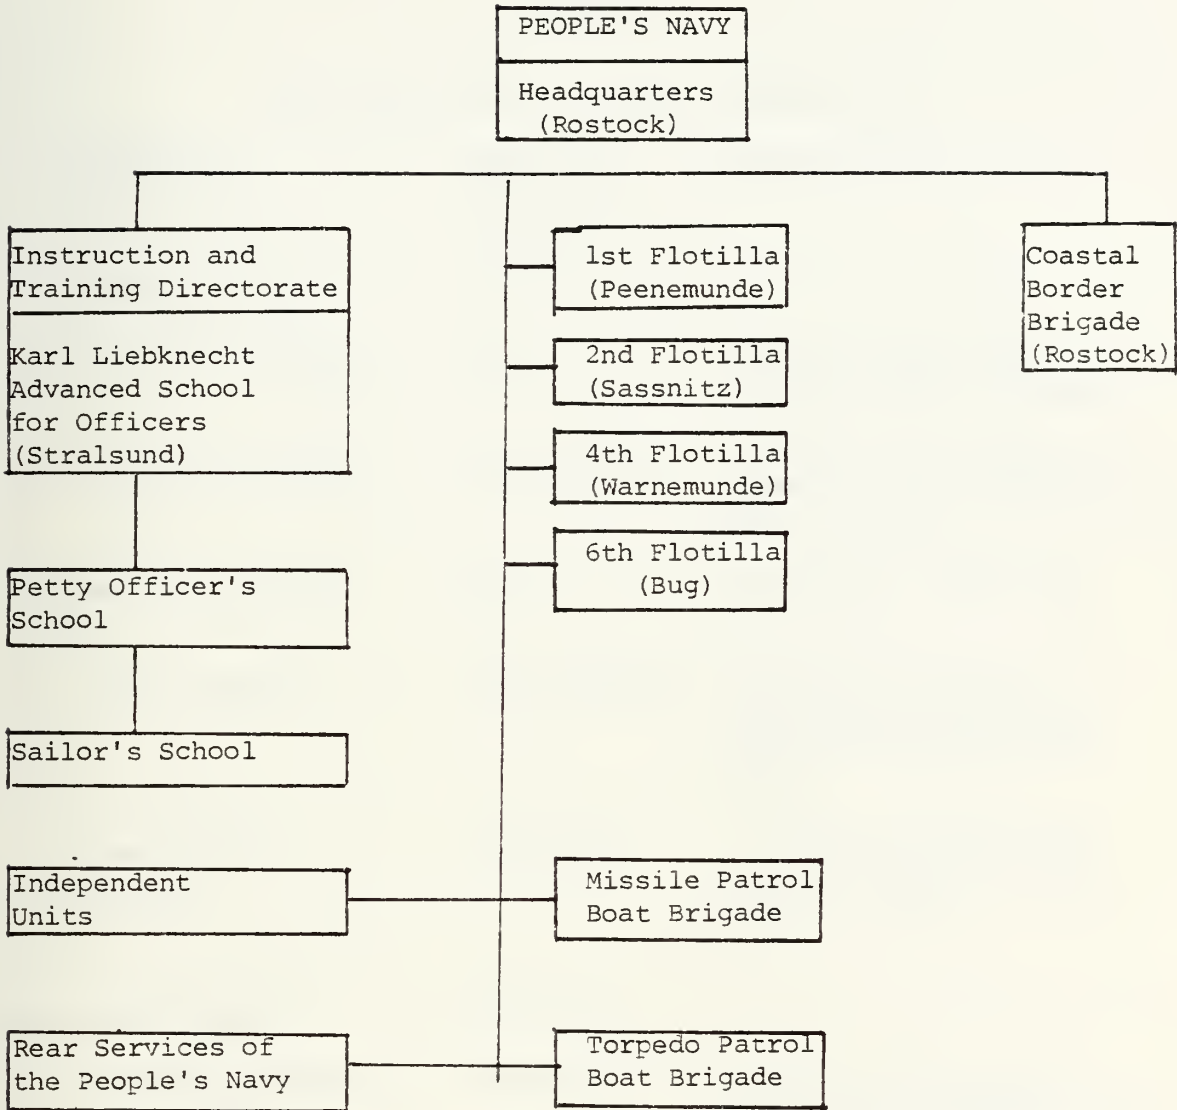 PEOPLE'S NAVY
Headquarters
(Rostock)
Instruction and
Training Directorate
Karl Liebknecht
Advanced School
for Officers
(Stralsund)
Petty Officer's
School
Sailor's School
Independent
Units
Rear Services of
the People's Navy
1st Flotilla
(Peenemunde)
2nd Flotilla
(Sassnitz)
4th Flotilla
(Warnemunde)
6th Flotilla
(Bug)
Missile Patrol
Boat Brigade
Torpedo Patrol
Boat Brigade
Coastal
Border
Brigade
(Rostock)